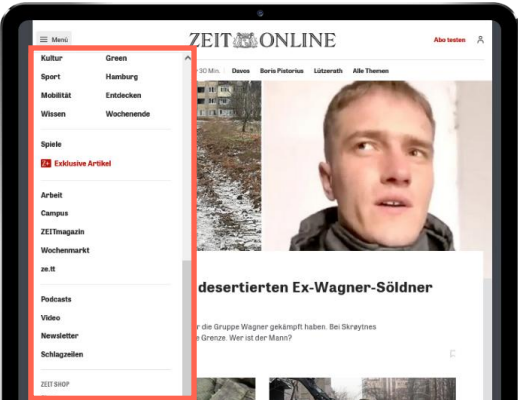 Menü
ZEIT ONLINE
Abo testen
30 Min.
Davos
Boris Pistorius
Lützerath
Alle Themen
Kultur
Green
Sport
Hamburg
Mobilität
Entdecken
Wissen
Wochenende
Spiele
Z+ Exklusive Artikel
Arbeit
Campus
ZEITmagazin
Wochenmarkt
ze.tt
Podcasts
Video
Newsletter
Schlagzeilen
ZEIT SHOP
desertierten Ex-Wagner-Söldner
r die Gruppe Wagner gekämpft haben. Bei Skrøytnes
e Grenze. Wer ist der Mann?